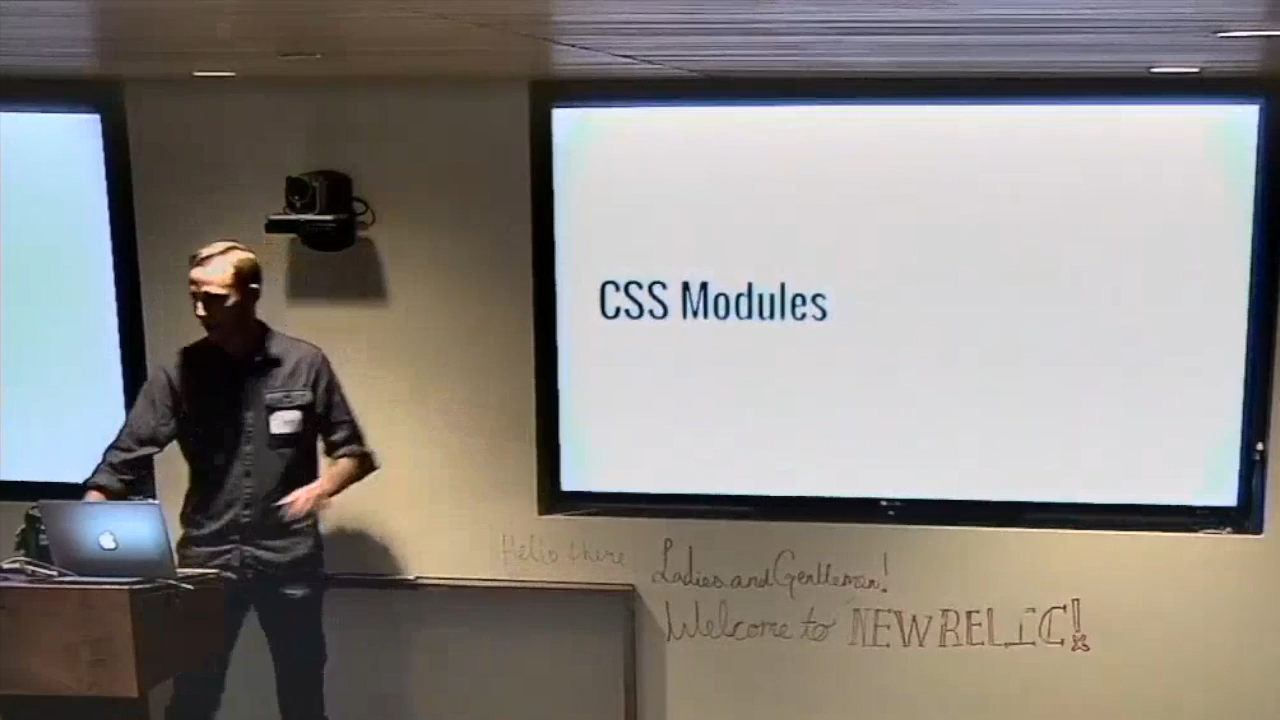 CSS Modules
Hello there
Ladies and Gentleman!
Welcome to NEWRELIC!